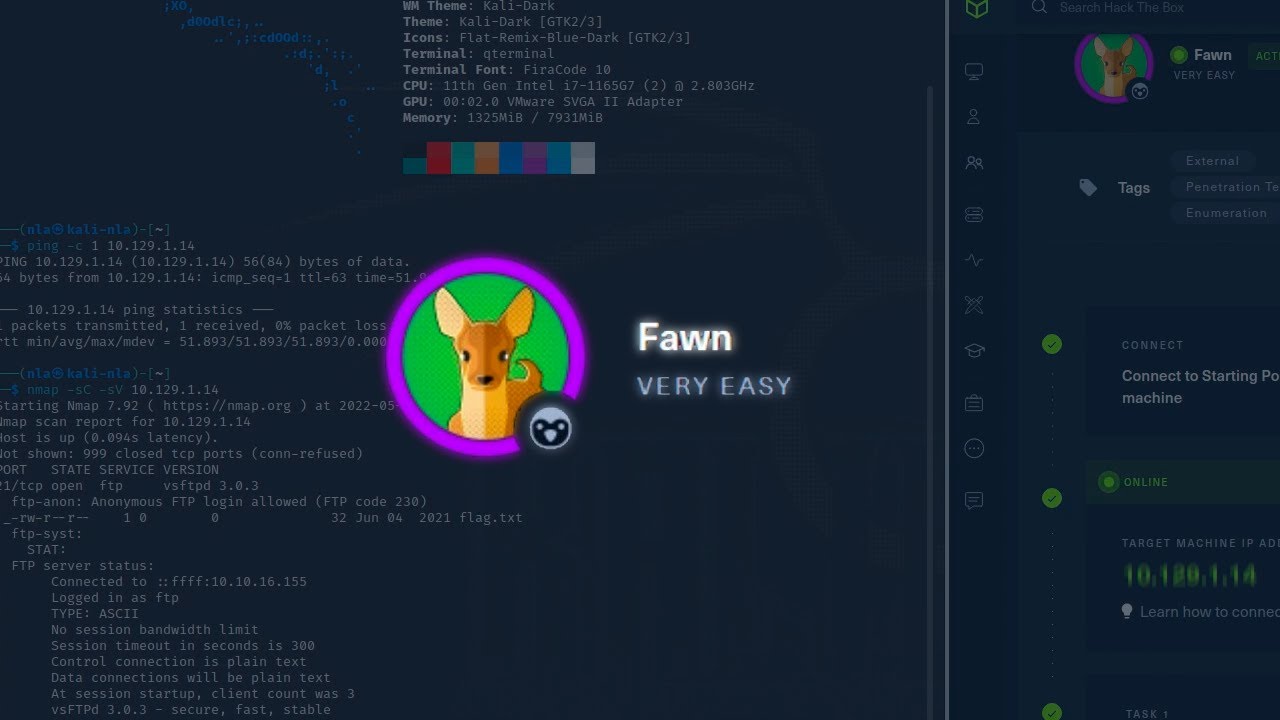 ;XO,
,d0Odlc;,..
..',;:cdOOd::,.
.:d;.':;.
'd, .'
;l ..
.o
c
.'
.
WM Theme: Kali-Dark
Theme: Kali-Dark [GTK2/3]
Icons: Flat-Remix-Blue-Dark [GTK2/3]
Terminal: qterminal
Terminal Font: FiraCode 10
CPU: 11th Gen Intel i7-1165G7 (2) @ 2.803GHz
GPU: 00:02.0 VMware SVGA II Adapter
Memory: 1325MiB / 7931MiB
(nla㉿kali-nla)-[~]
$ ping -c 1 10.129.1.14
PING 10.129.1.14 (10.129.1.14) 56(84) bytes of data.
64 bytes from 10.129.1.14: icmp_seq=1 ttl=63 time=51.8
— 10.129.1.14 ping statistics —
1 packets transmitted, 1 received, 0% packet loss
rtt min/avg/max/mdev = 51.893/51.893/51.893/0.000
(nla㉿kali-nla)-[~]
$ nmap -sC -sV 10.129.1.14
Starting Nmap 7.92 ( https://nmap.org ) at 2022-05-
Nmap scan report for 10.129.1.14
Host is up (0.094s latency).
Not shown: 999 closed tcp ports (conn-refused)
PORT STATE SERVICE VERSION
21/tcp open ftp vsftpd 3.0.3
ftp-anon: Anonymous FTP login allowed (FTP code 230)
_-rw-r--r-- 1 0 0 32 Jun 04 2021 flag.txt
ftp-syst:
STAT:
FTP server status:
Connected to ::ffff:10.10.16.155
Logged in as ftp
TYPE: ASCII
No session bandwidth limit
Session timeout in seconds is 300
Control connection is plain text
Data connections will be plain text
At session startup, client count was 3
vsFTPd 3.0.3 - secure, fast, stable
Fawn
VERY EASY
Search Hack The Box
Fawn
ACT
VERY EASY
Tags
External
Penetration Te
Enumeration
CONNECT
Connect to Starting Po
machine
ONLINE
TARGET MACHINE IP ADD
10.129.1.14
Learn how to connec
TASK 1